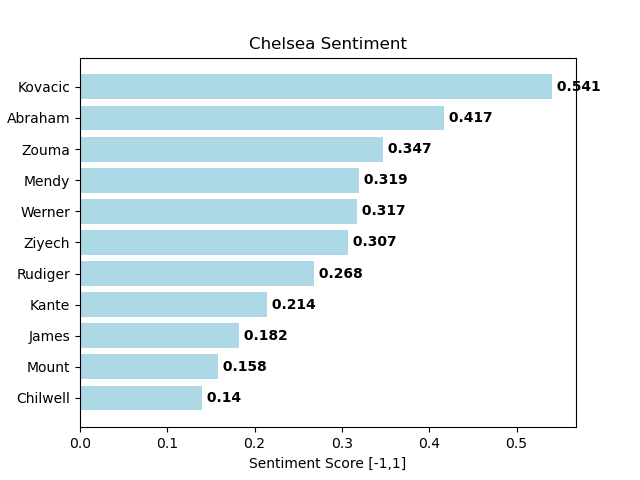 Chelsea Sentiment
Kovacic 0.541
Abraham 0.417
Zouma 0.347
Mendy 0.319
Werner 0.317
Ziyech 0.307
Rudiger 0.268
Kante 0.214
James 0.182
Mount 0.158
Chilwell 0.14
0.0 0.1 0.2 0.3 0.4 0.5
Sentiment Score [-1,1]